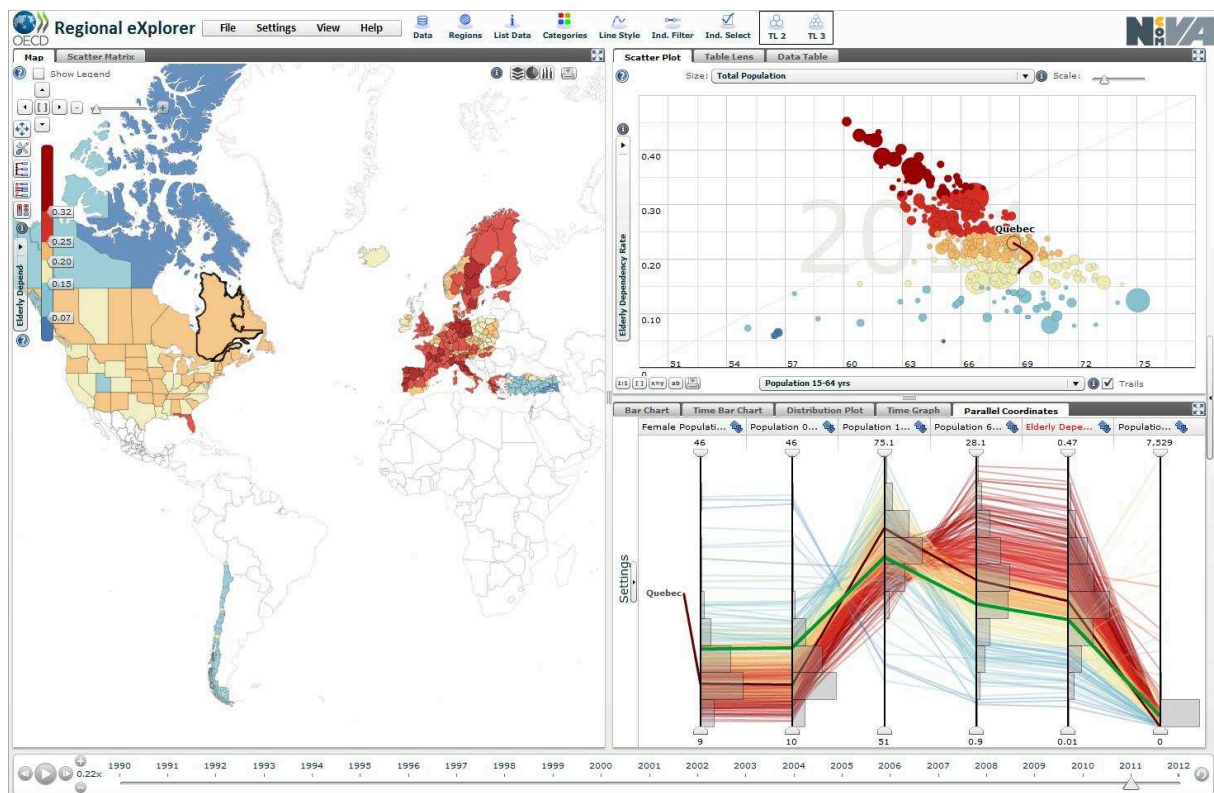 OECD Regional eXplorer File Settings View Help Data Regions List Data Categories Line Style Ind. Filter Ind. Select TL 2 TL 3 NComVA
Map Scatter Matrix
? Show Legend
0.32
0.25
0.20
0.15
0.07
Elderly Depend
Scatter Plot Table Lens Data Table
Size: Total Population Scale:
0.40
0.30
0.20
0.10
0
Elderly Dependency Rate
Quebec
51 54 57 60 63 66 69 72 75
1:1 [ ] x=y ab Population 15-64 yrs Trails
Bar Chart Time Bar Chart Distribution Plot Time Graph Parallel Coordinates
Female Populati... Population 0... Population 1... Population 6... Elderly Depe... Populatio...
46 46 75.1 28.1 0.47 7,529
Settings
Quebec
9 10 51 0.9 0.01 0
0.22x 1990 1991 1992 1993 1994 1995 1996 1997 1998 1999 2000 2001 2002 2003 2004 2005 2006 2007 2008 2009 2010 2011 2012